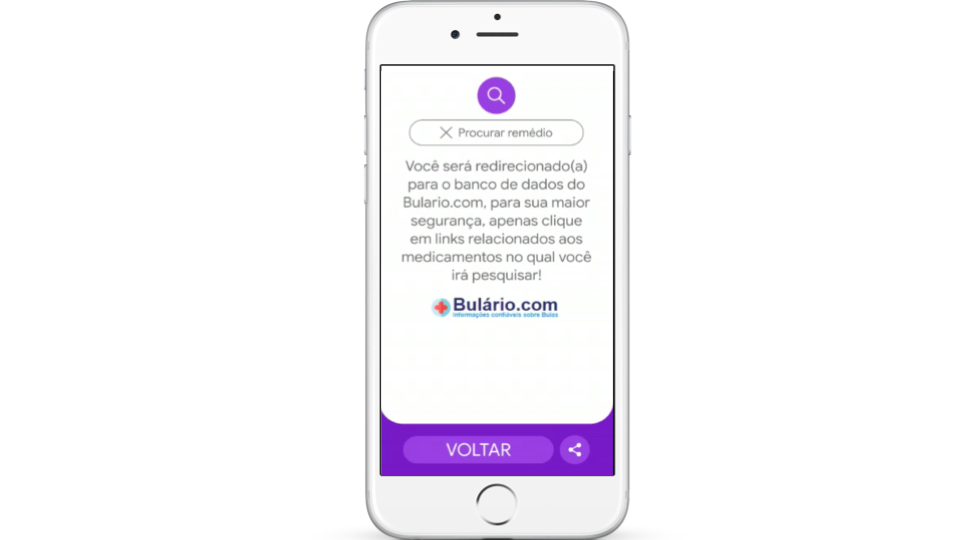 Procurar remédio
Você será redirecionado(a)
para o banco de dados do
Bulario.com, para sua maior
segurança, apenas clique
em links relacionados aos
medicamentos no qual você
irá pesquisar!
Bulário.com
Informações confiáveis sobre Bulas
VOLTAR